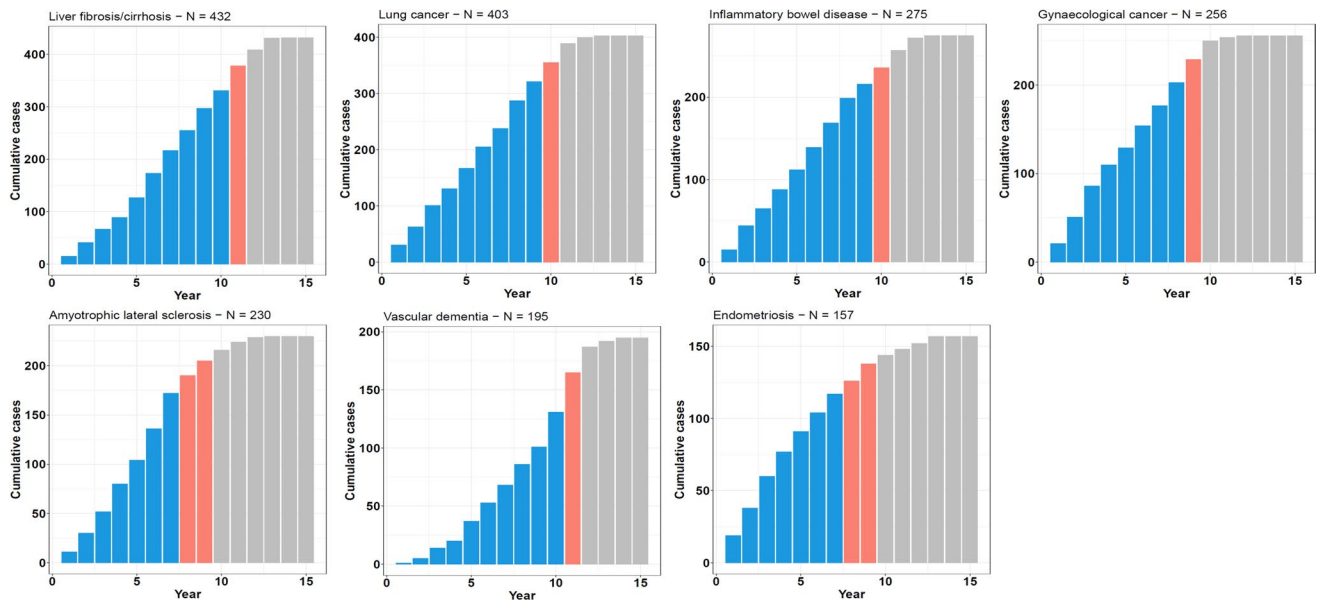 Liver fibrosis/cirrhosis − N = 432
Cumulative cases
400
300
200
100
0
0 5 10 15
Year
Lung cancer − N = 403
Cumulative cases
400
300
200
100
0
0 5 10 15
Year
Inflammatory bowel disease − N = 275
Cumulative cases
200
100
0
0 5 10 15
Year
Gynaecological cancer − N = 256
Cumulative cases
200
100
0
0 5 10 15
Year
Amyotrophic lateral sclerosis − N = 230
Cumulative cases
200
150
100
50
0
0 5 10 15
Year
Vascular dementia − N = 195
Cumulative cases
200
150
100
50
0
0 5 10 15
Year
Endometriosis − N = 157
Cumulative cases
150
100
50
0
0 5 10 15
Year